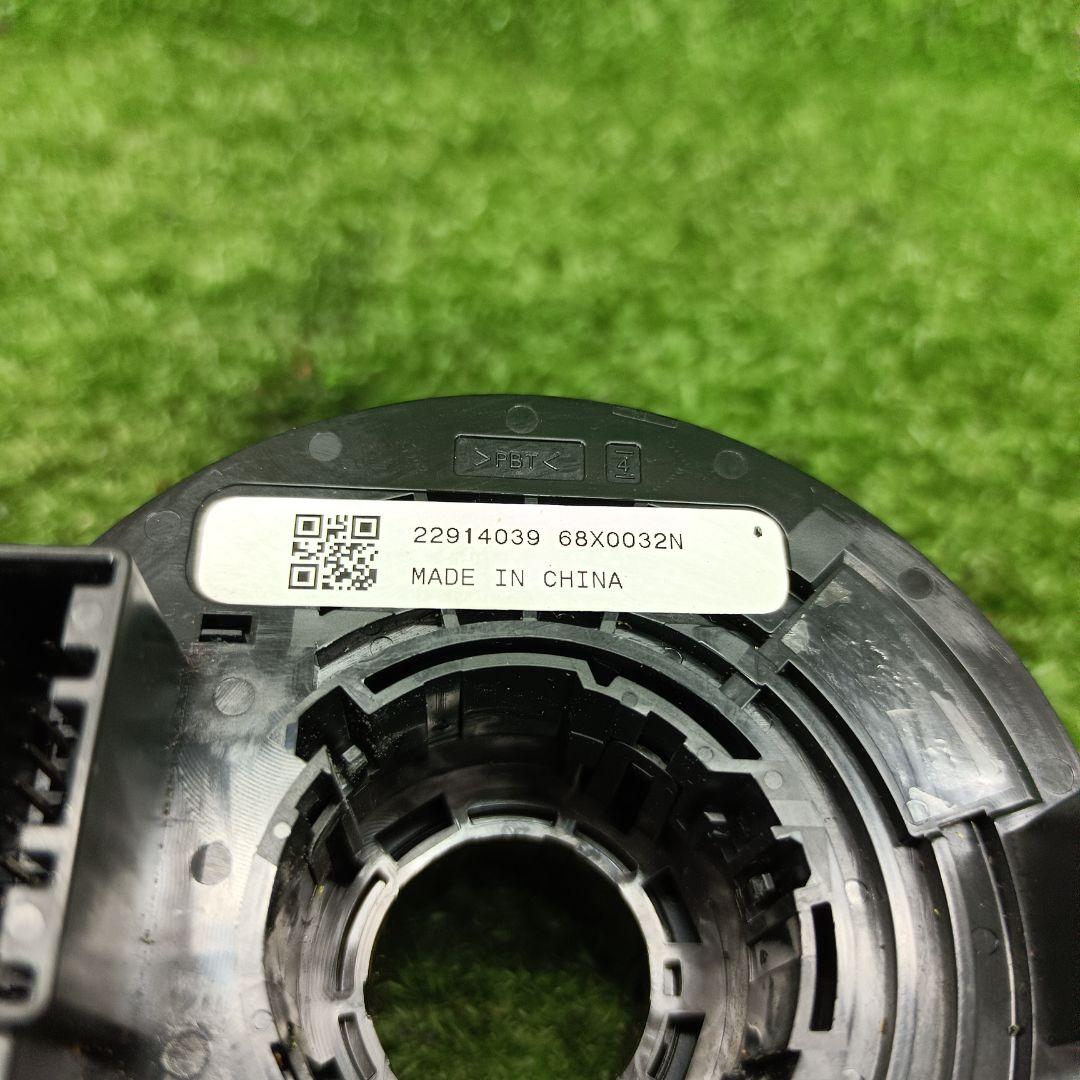 >PBT< 4
22914039 68X0032N
MADE IN CHINA